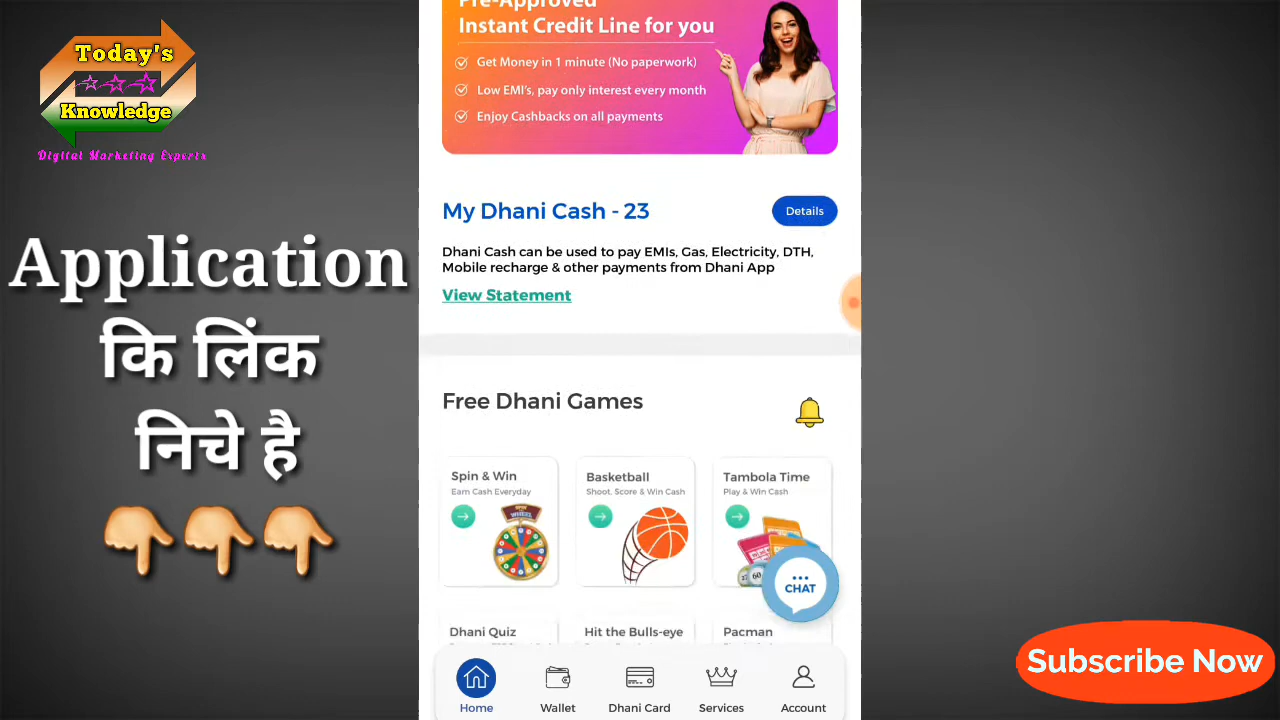 Today's
Knowledge
Digital Marketing Experts
Application
कि लिंक
निचे है
Pre-Approved
Instant Credit Line for you
Get Money in 1 minute (No paperwork)
Low EMI's, pay only interest every month
Enjoy Cashbacks on all payments
My Dhani Cash - 23
Details
Dhani Cash can be used to pay EMIs, Gas, Electricity, DTH,
Mobile recharge & other payments from Dhani App
View Statement
Free Dhani Games
Spin & Win
Earn Cash Everyday
Basketball
Shoot, Score & Win Cash
Tambola Time
Play & Win Cash
CHAT
Dhani Quiz
Hit the Bulls-eye
Pacman
Home
Wallet
Dhani Card
Services
Account
Subscribe Now